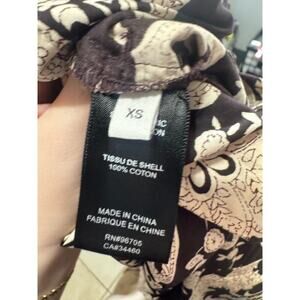 XS
TISSU DE SHELL
100% COTON
MADE IN CHINA
FABRIQUE EN CHINE
RN#96705
CA#34460